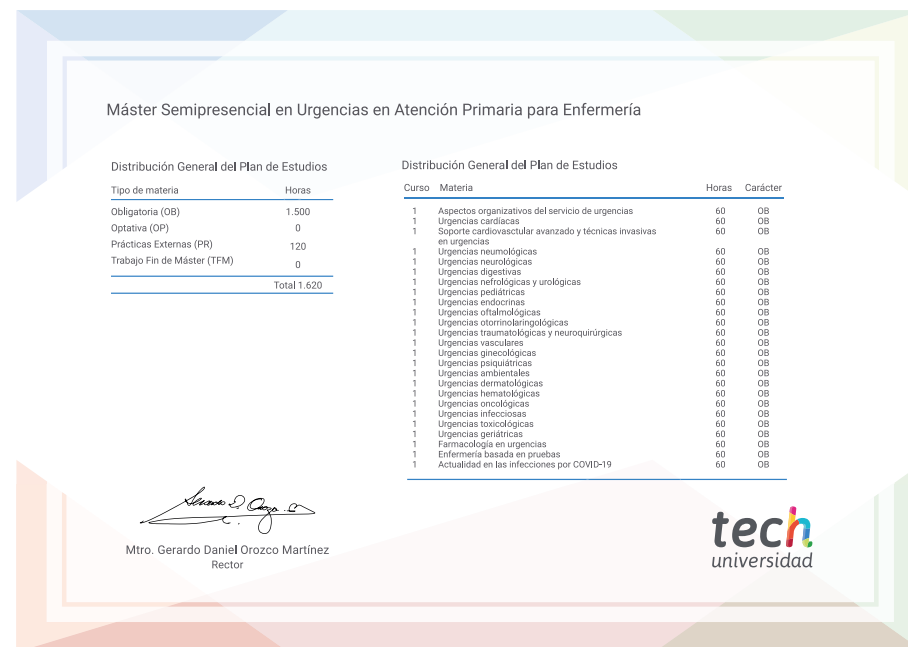 Máster Semipresencial en Urgencias en Atención Primaria para Enfermería
Distribución General del Plan de Estudios
Tipo de materia Horas
Obligatoria (OB) 1.500
Optativa (OP) 0
Prácticas Externas (PR) 120
Trabajo Fin de Máster (TFM) 0
Total 1.620
Distribución General del Plan de Estudios
Curso Materia Horas Carácter
1 Aspectos organizativos del servicio de urgencias 60 OB
1 Urgencias cardíacas 60 OB
1 Soporte cardiovasctular avanzado y técnicas invasivas 60 OB
en urgencias
1 Urgencias neumológicas 60 OB
1 Urgencias neurológicas 60 OB
1 Urgencias digestivas 60 OB
1 Urgencias nefrológicas y urológicas 60 OB
1 Urgencias pediátricas 60 OB
1 Urgencias endocrinas 60 OB
1 Urgencias oftalmológicas 60 OB
1 Urgencias otorrinolaringológicas 60 OB
1 Urgencias traumatológicas y neuroquirúrgicas 60 OB
1 Urgencias vasculares 60 OB
1 Urgencias ginecológicas 60 OB
1 Urgencias psiquiátricas 60 OB
1 Urgencias ambientales 60 OB
1 Urgencias dermatológicas 60 OB
1 Urgencias hematológicas 60 OB
1 Urgencias oncológicas 60 OB
1 Urgencias infecciosas 60 OB
1 Urgencias toxicológicas 60 OB
1 Urgencias geriátricas 60 OB
1 Farmacología en urgencias 60 OB
1 Enfermería basada en pruebas 60 OB
1 Actualidad en las infecciones por COVID-19 60 OB
Mtro. Gerardo Daniel Orozco Martínez
Rector
tech
universidad